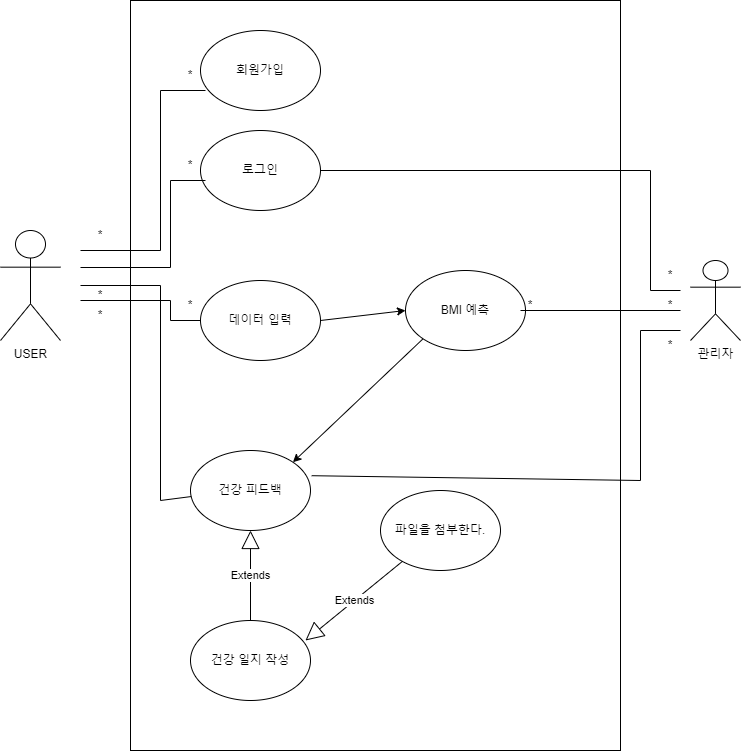 회원가입
*
로그인
*
*
*
데이터 입력
*
BMI 예측
*
*
*
*
*
USER
관리자
건강 피드백
파일을 첨부한다.
Extends
Extends
건강 일지 작성